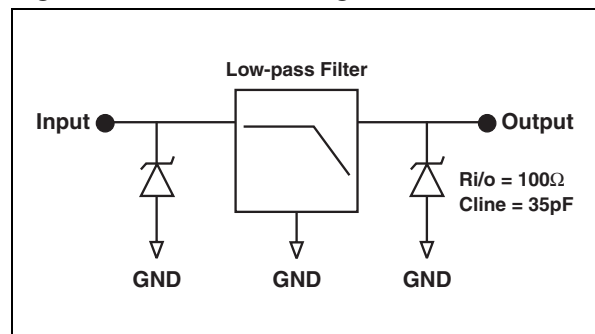 Low-pass Filter
Input
Output
Ri/o = 100Ω
Cline = 35pF
GND
GND
GND